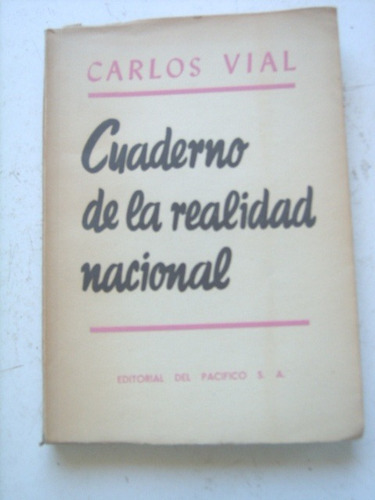 CARLOS VIAL
Cuaderno
de la realidad
nacional
EDITORIAL DEL PACIFICO S. A.